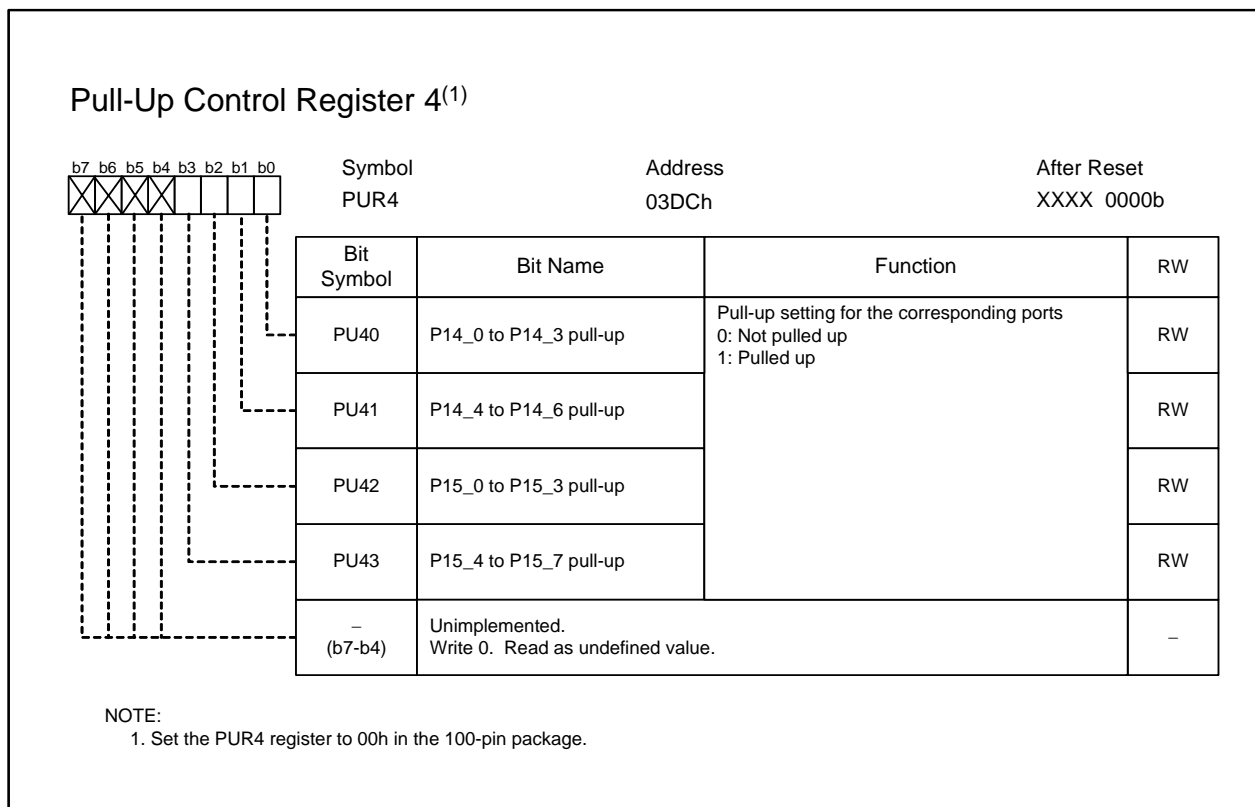 Pull-Up Control Register 4(1)
b7 b6 b5 b4 b3 b2 b1 b0
Symbol Address After Reset
PUR4 03DCh XXXX 0000b
Bit Symbol Bit Name Function RW
PU40 P14_0 to P14_3 pull-up Pull-up setting for the corresponding ports RW
0: Not pulled up
1: Pulled up
PU41 P14_4 to P14_6 pull-up RW
PU42 P15_0 to P15_3 pull-up RW
PU43 P15_4 to P15_7 pull-up RW
– (b7-b4) Unimplemented. –
Write 0. Read as undefined value.
NOTE:
1. Set the PUR4 register to 00h in the 100-pin package.